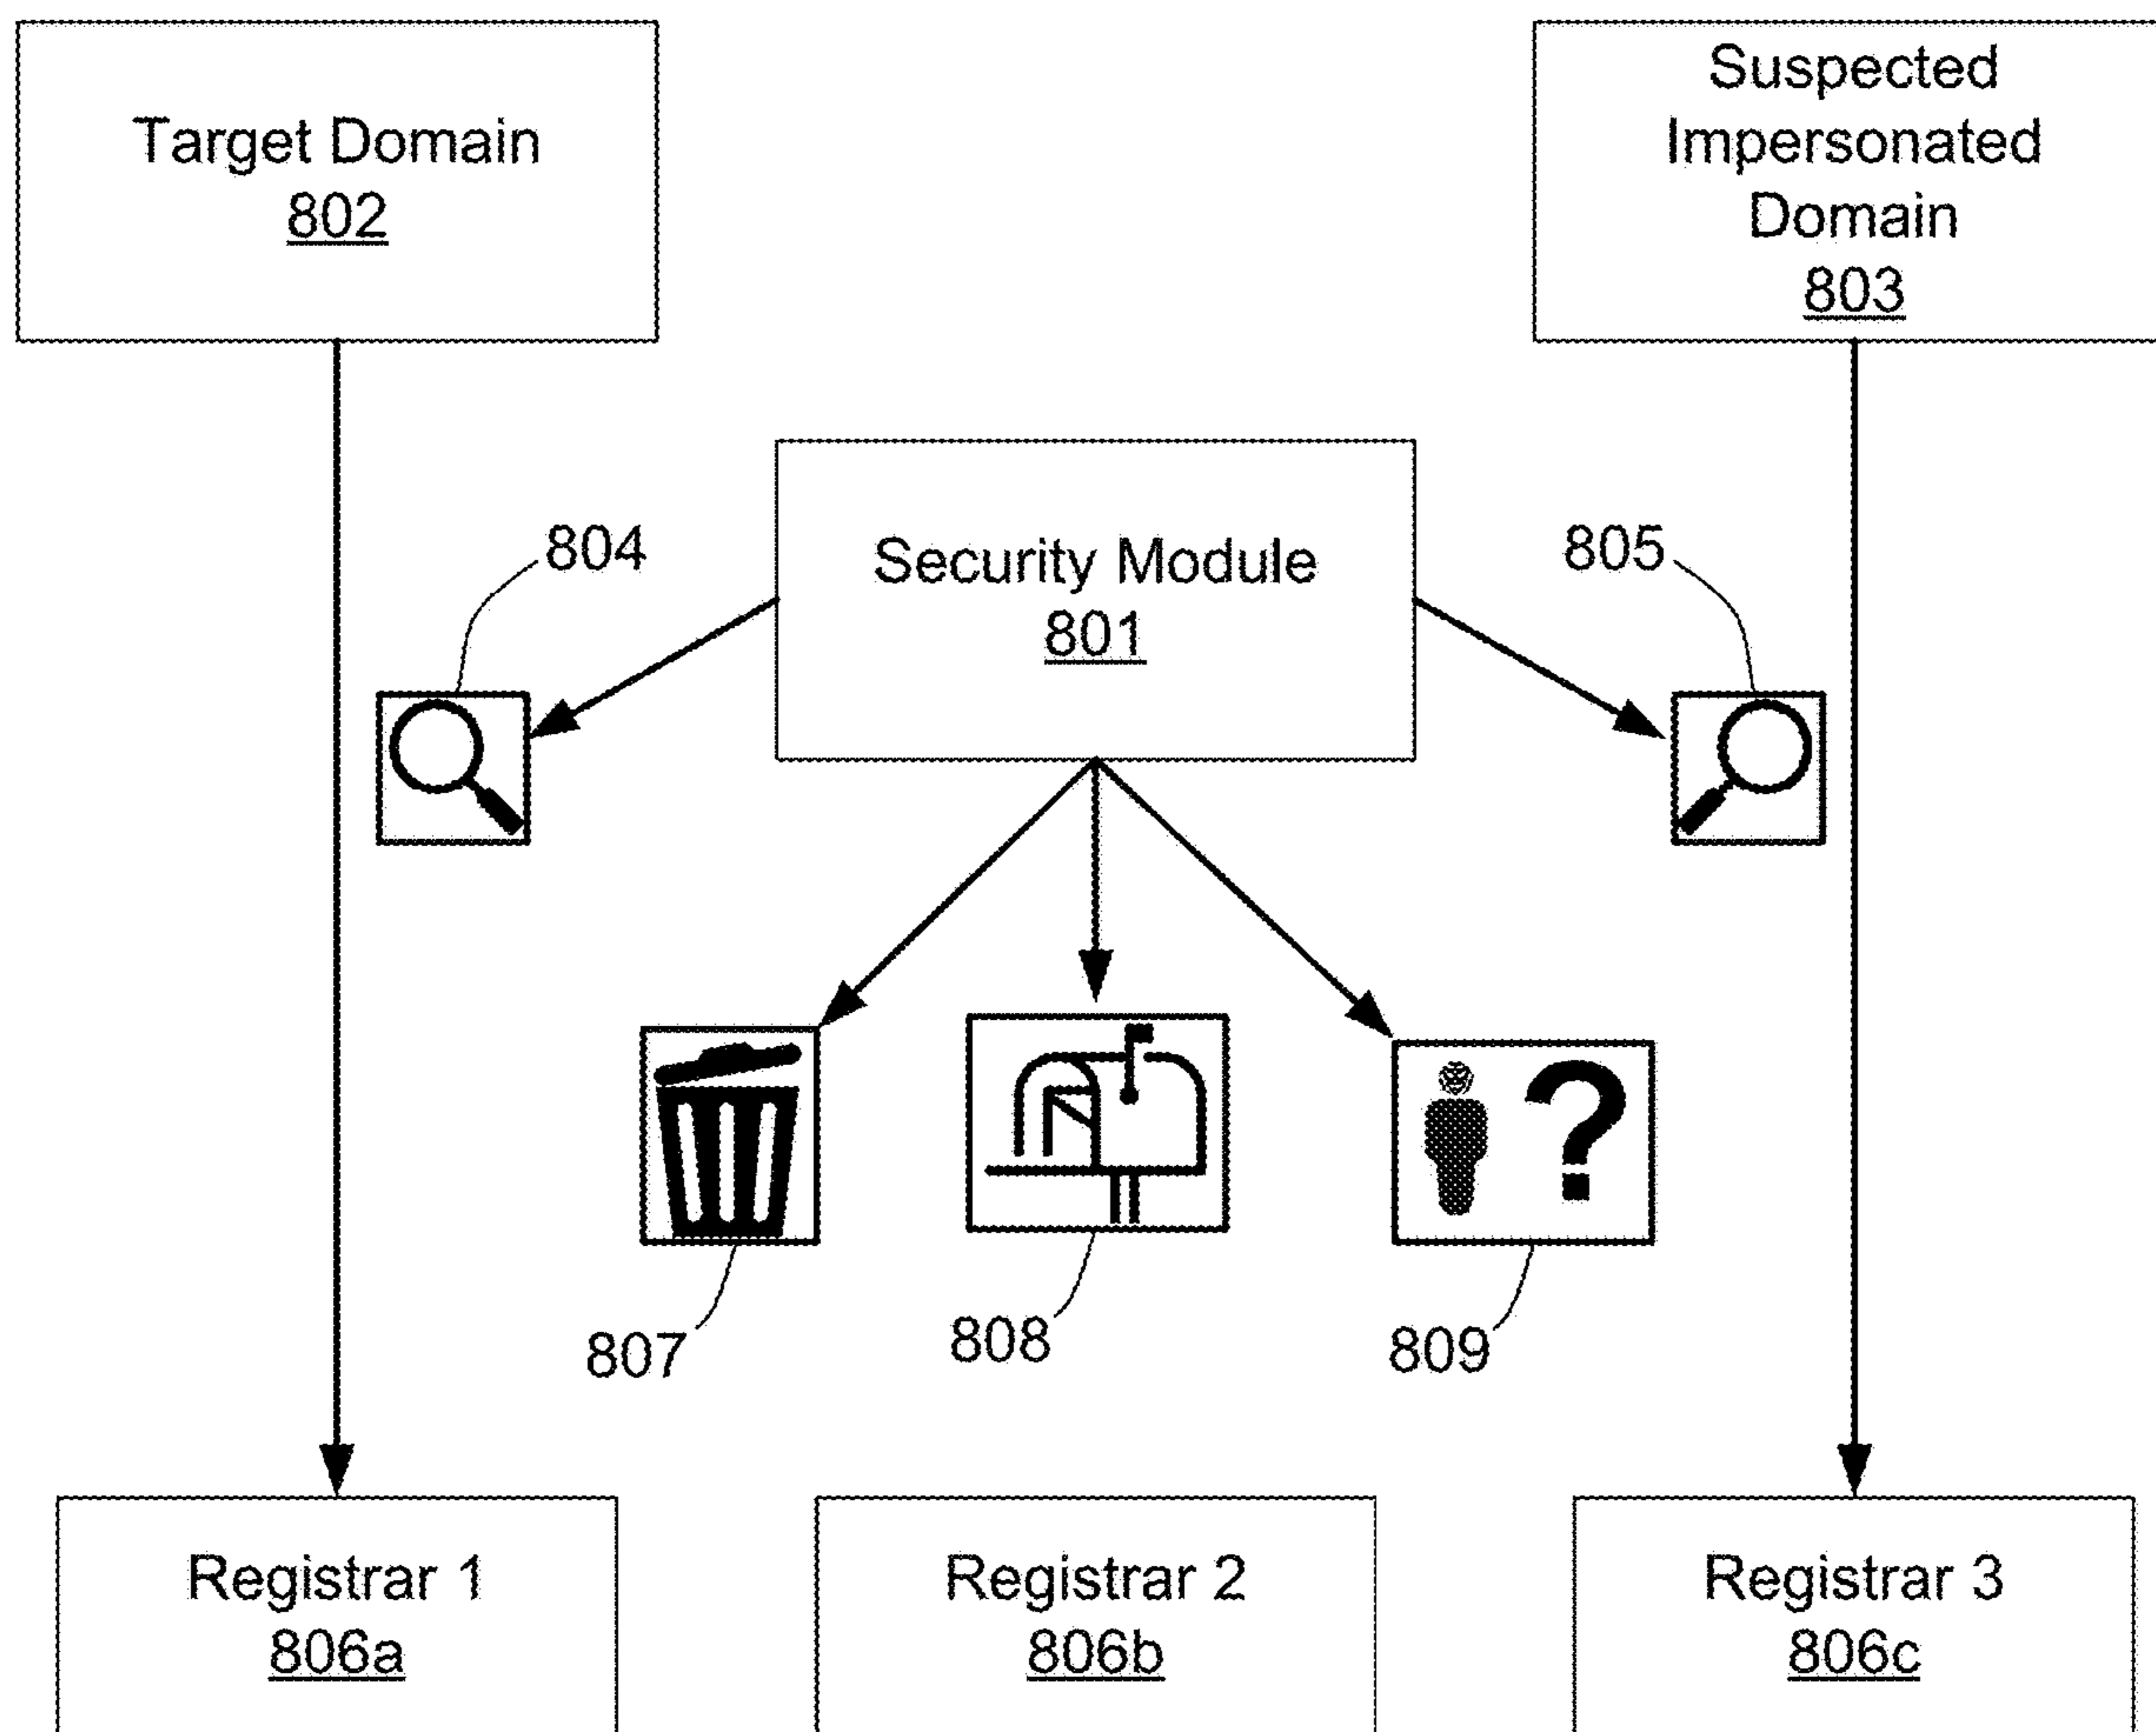 Target Domain
802
Suspected
Impersonated
Domain
803
Security Module
801
804
805
?
807
808
809
Registrar 1
806a
Registrar 2
806b
Registrar 3
806c